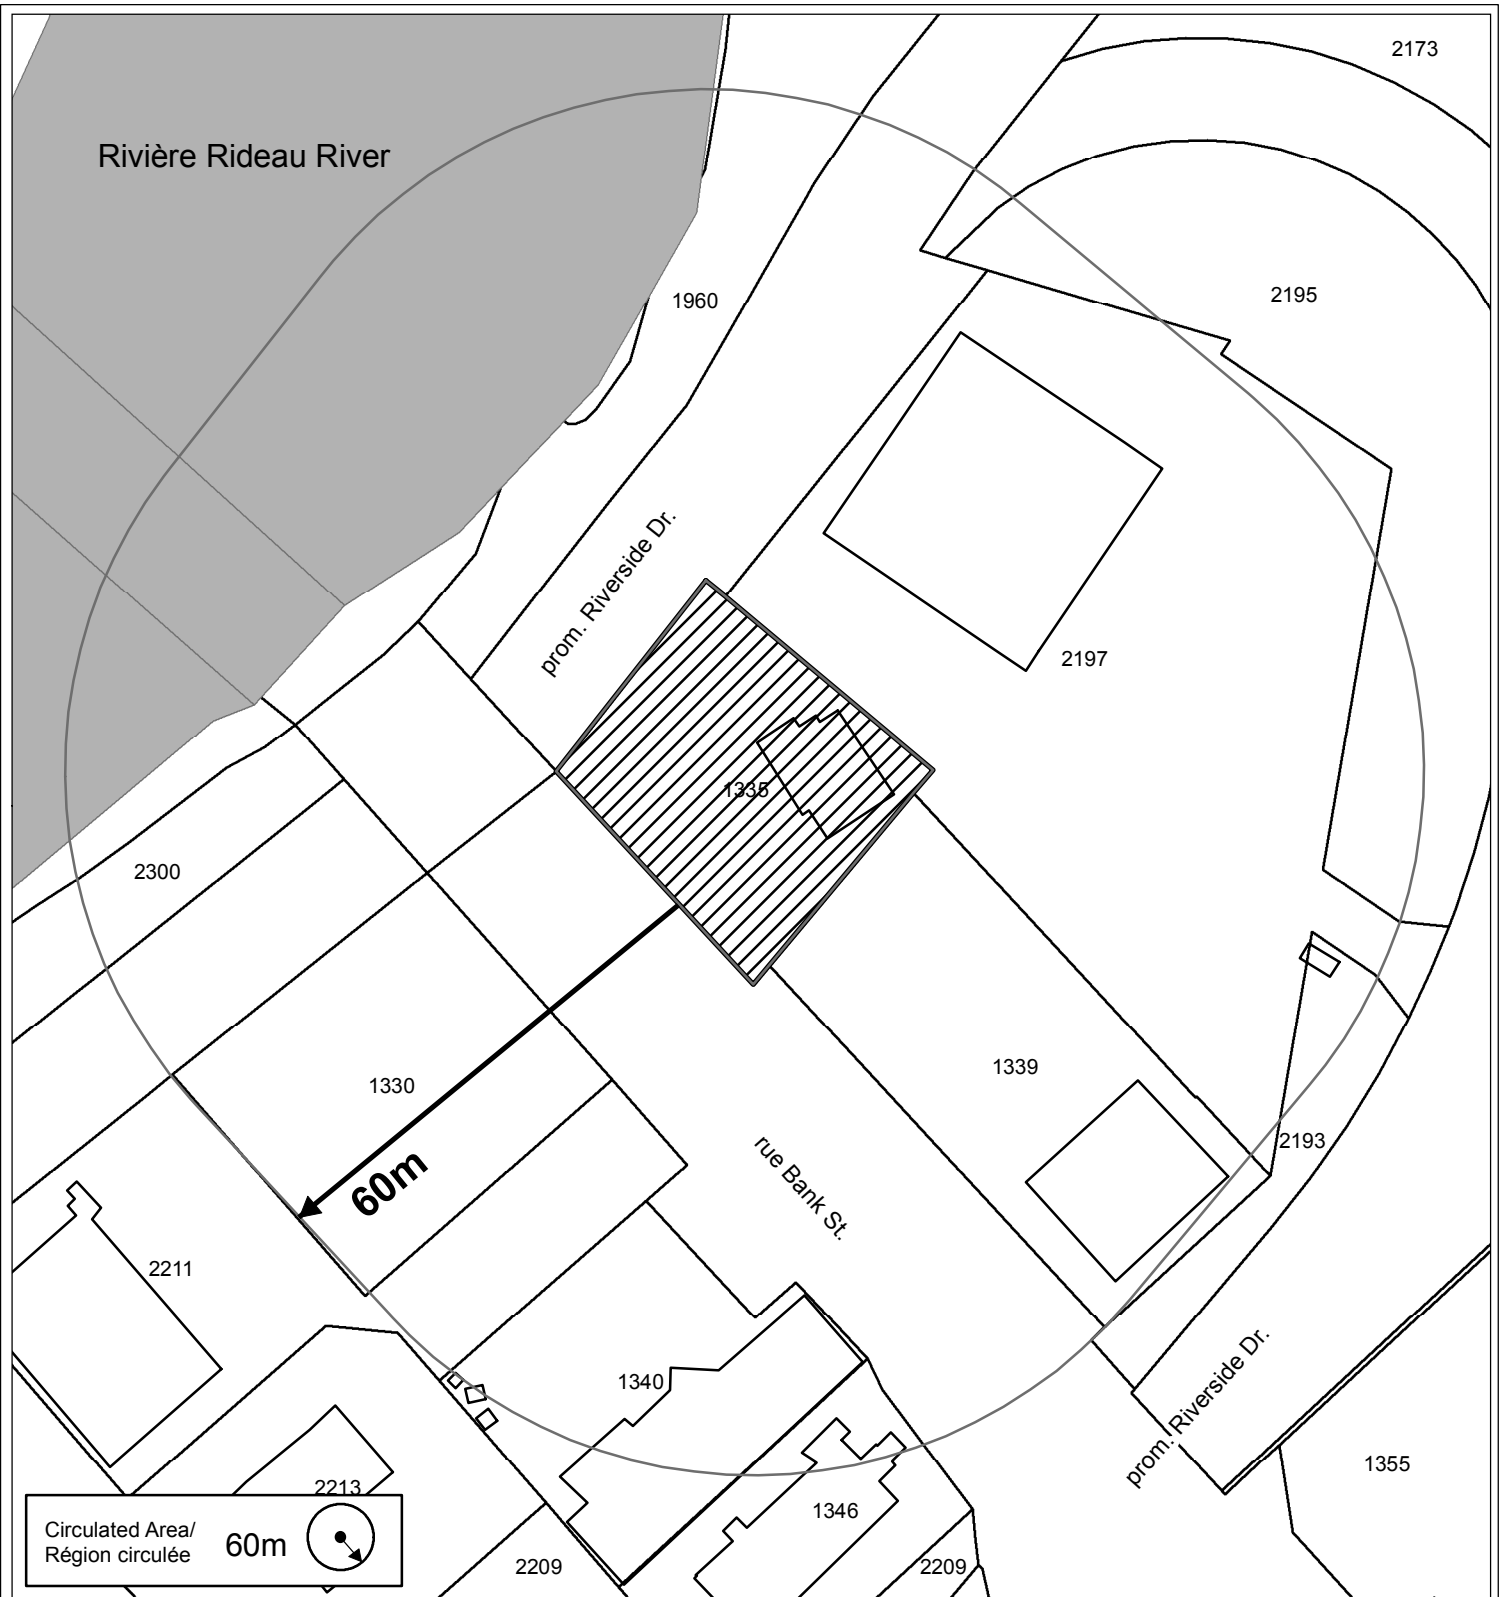 2173
Rivière Rideau River
2195
1960
prom. Riverside Dr.
2197
1335
2300
1330
1339
60m
rue Bank St.
2193
2211
1340
prom. Riverside Dr.
1355
2213
1346
Circulated Area/
Région circulée
60m
2209
2209